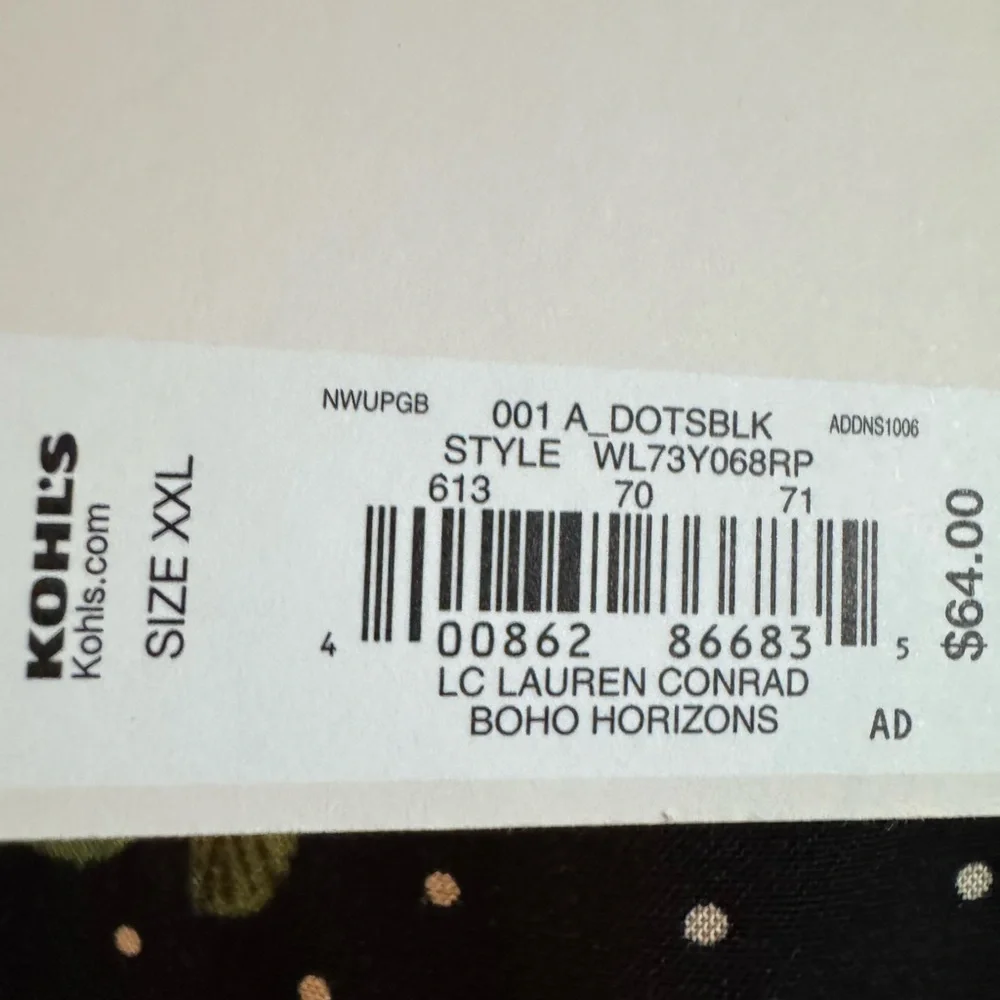 KOHL'S
Kohls.com
SIZE XXL
NWUPGB
001 A_DOTSBLK
ADDNS1006
STYLE WL73Y068RP
613 70 71
4 00862 86683 5
LC LAUREN CONRAD
BOHO HORIZONS
AD
$64.00